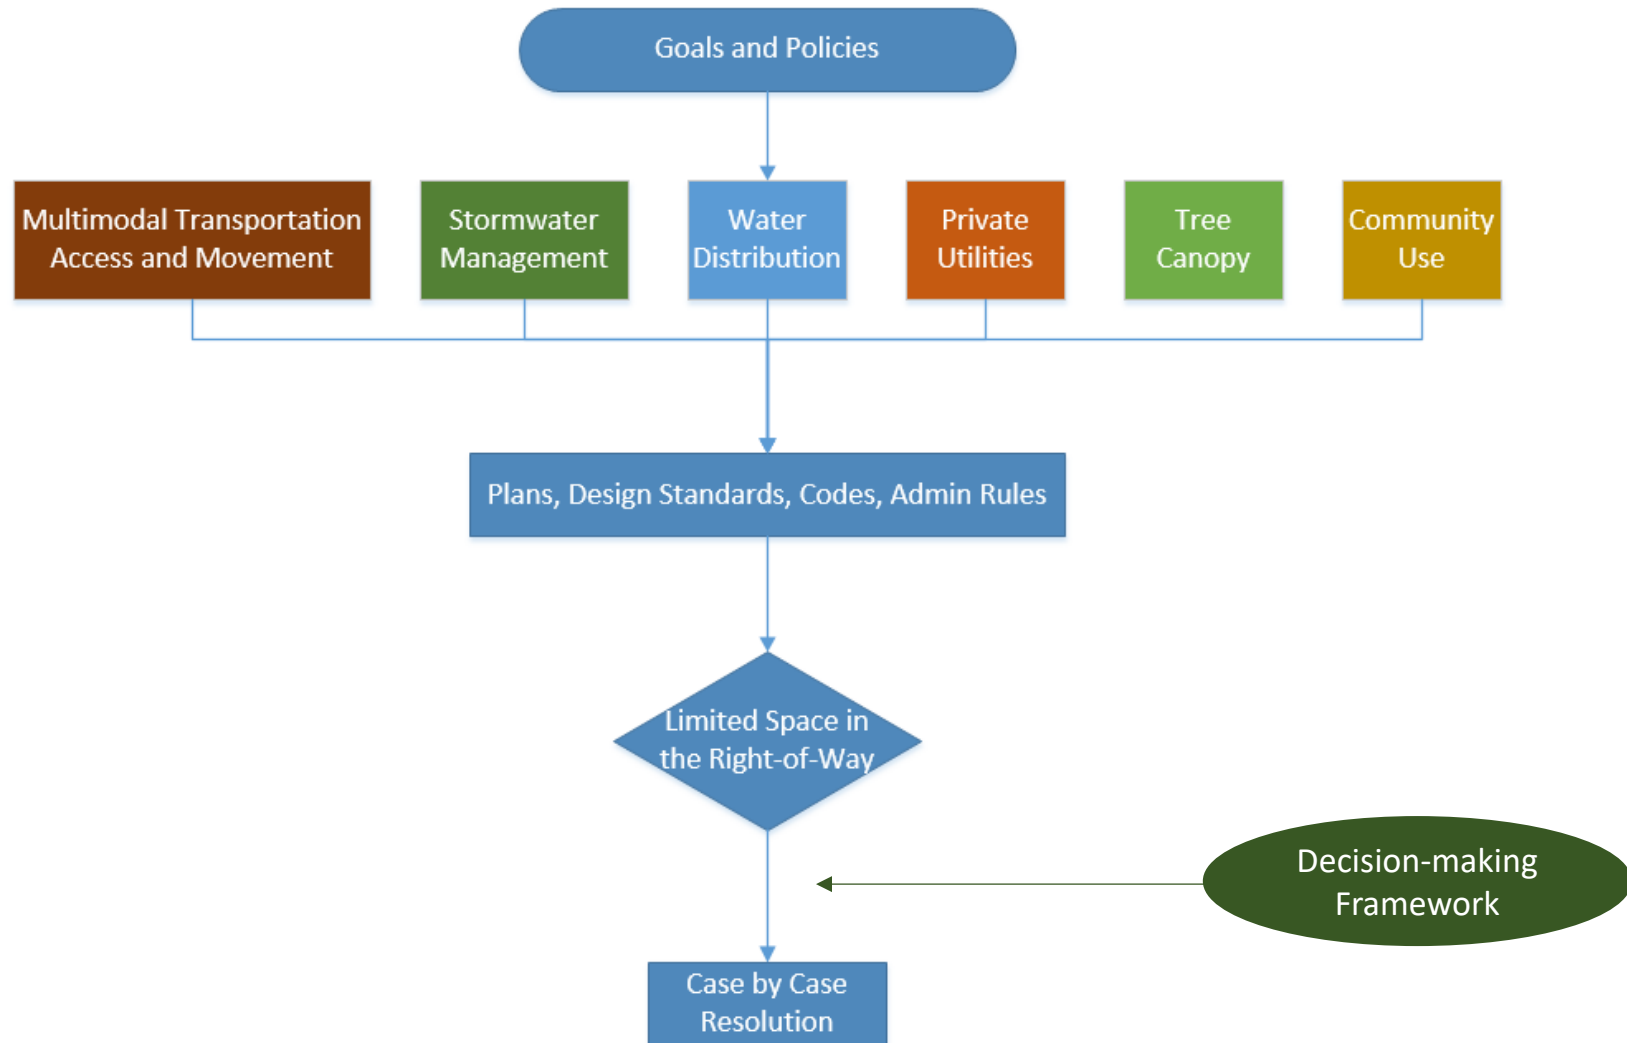 Goals and Policies
Multimodal Transportation
Access and Movement
Stormwater
Management
Water
Distribution
Private
Utilities
Tree
Canopy
Community
Use
Plans, Design Standards, Codes, Admin Rules
Limited Space in
the Right-of-Way
Decision-making
Framework
Case by Case
Resolution